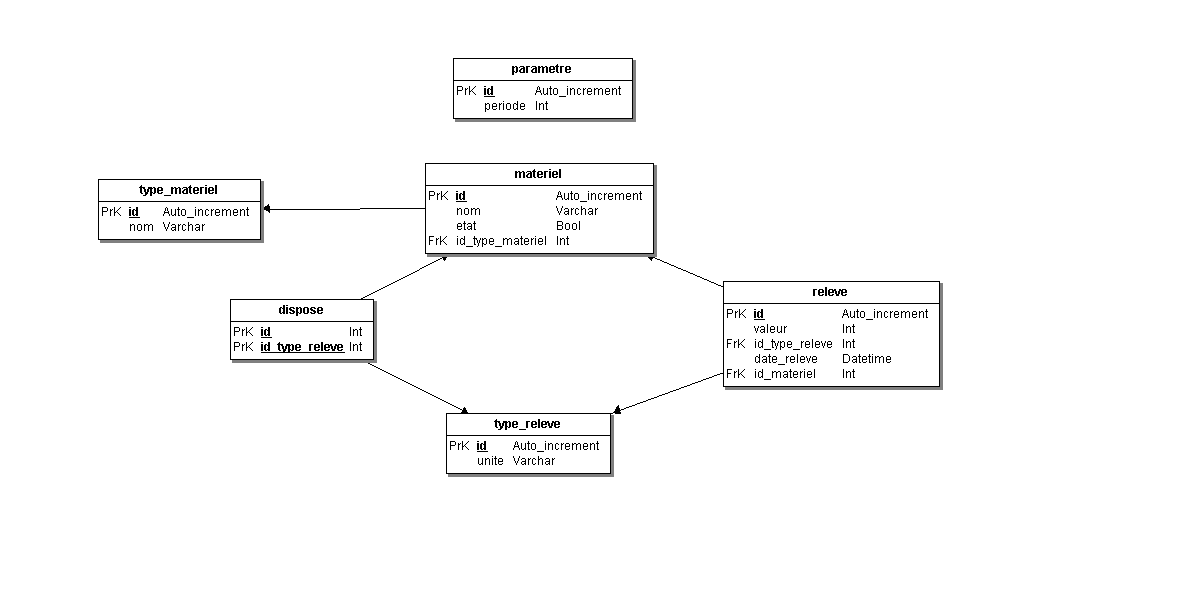 parametre
PrK id Auto_increment
periode Int
type_materiel
PrK id Auto_increment
nom Varchar
materiel
PrK id Auto_increment
nom Varchar
etat Bool
FrK id_type_materiel Int
dispose
PrK id Int
PrK id_type_releve Int
releve
PrK id Auto_increment
valeur Int
FrK id_type_releve Int
date_releve Datetime
FrK id_materiel Int
type_releve
PrK id Auto_increment
unite Varchar